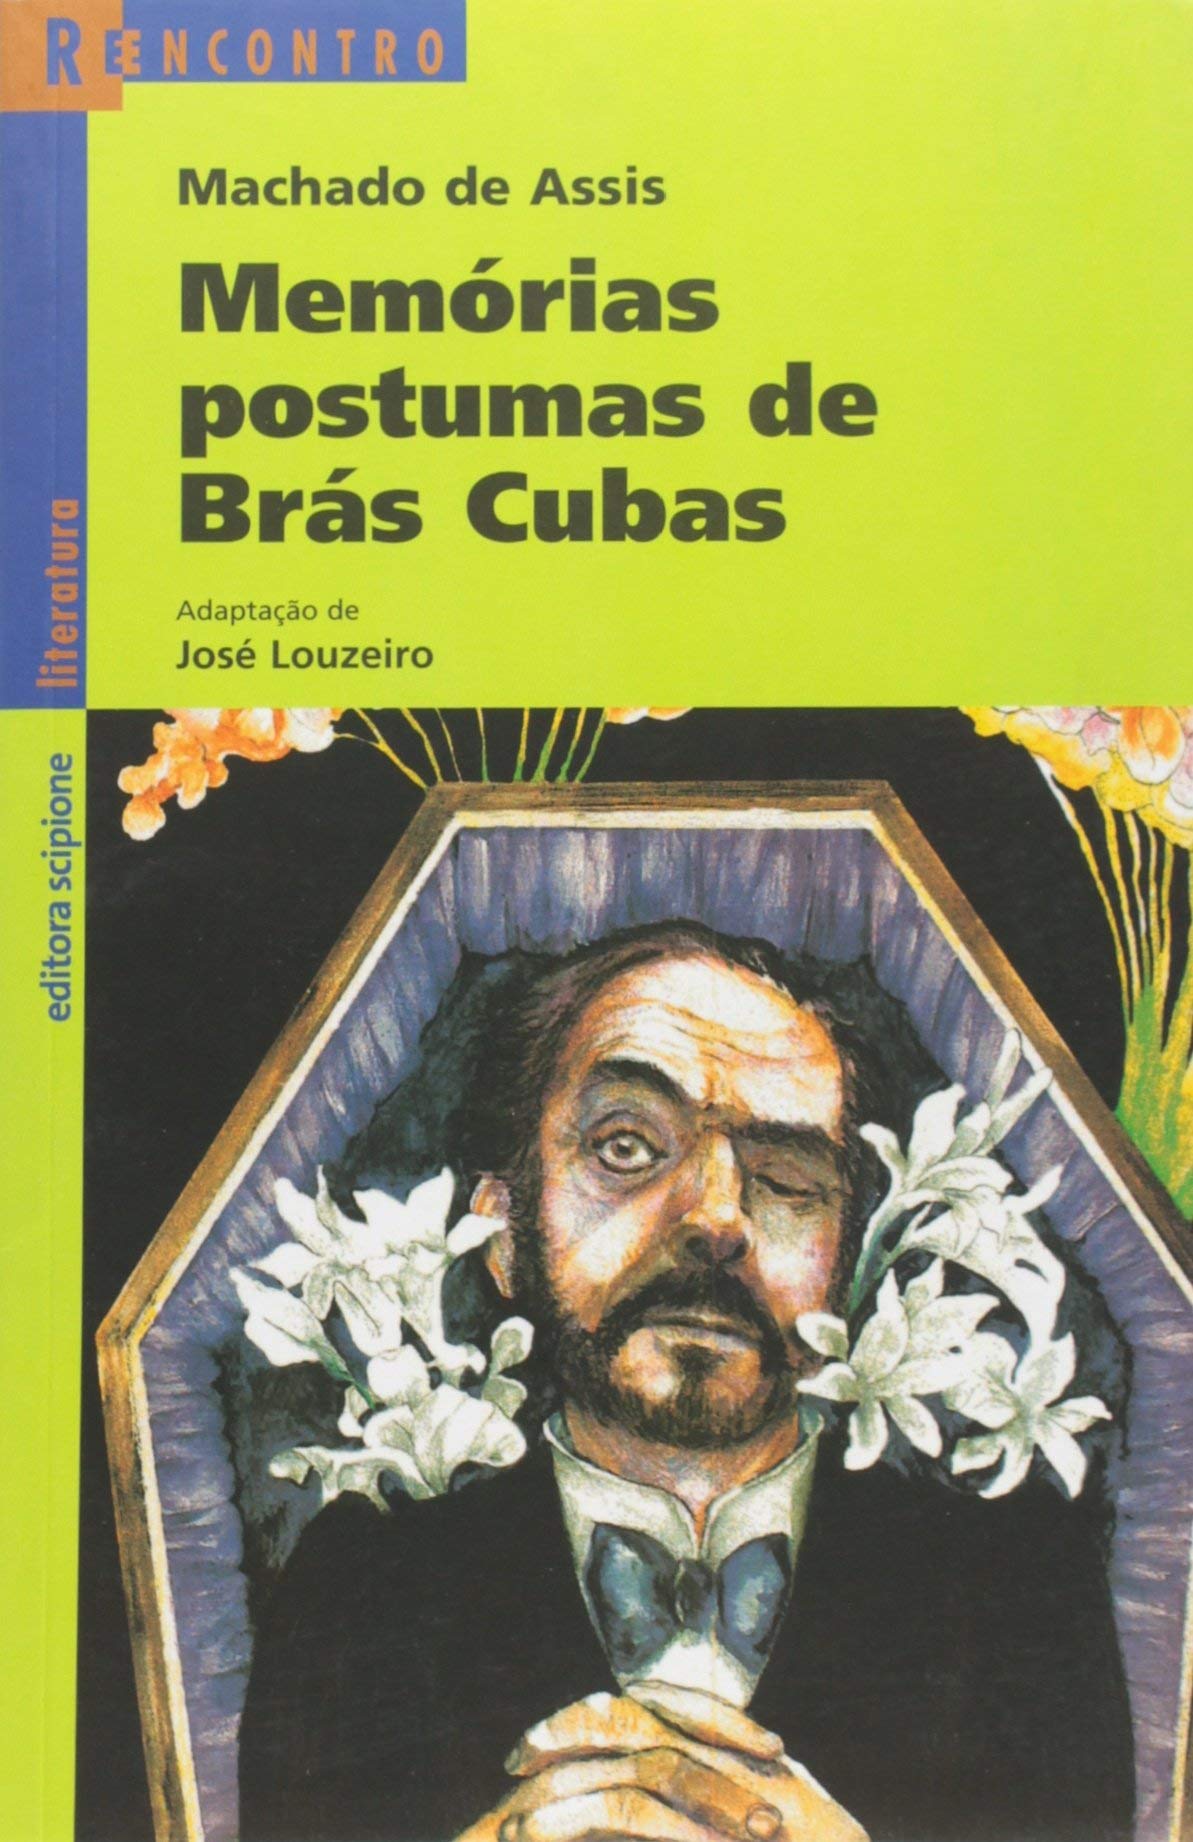 REENCONTRO
Machado de Assis
Memórias
postumas de
Brás Cubas
Adaptação de
José Louzeiro
literatura
editora scipione